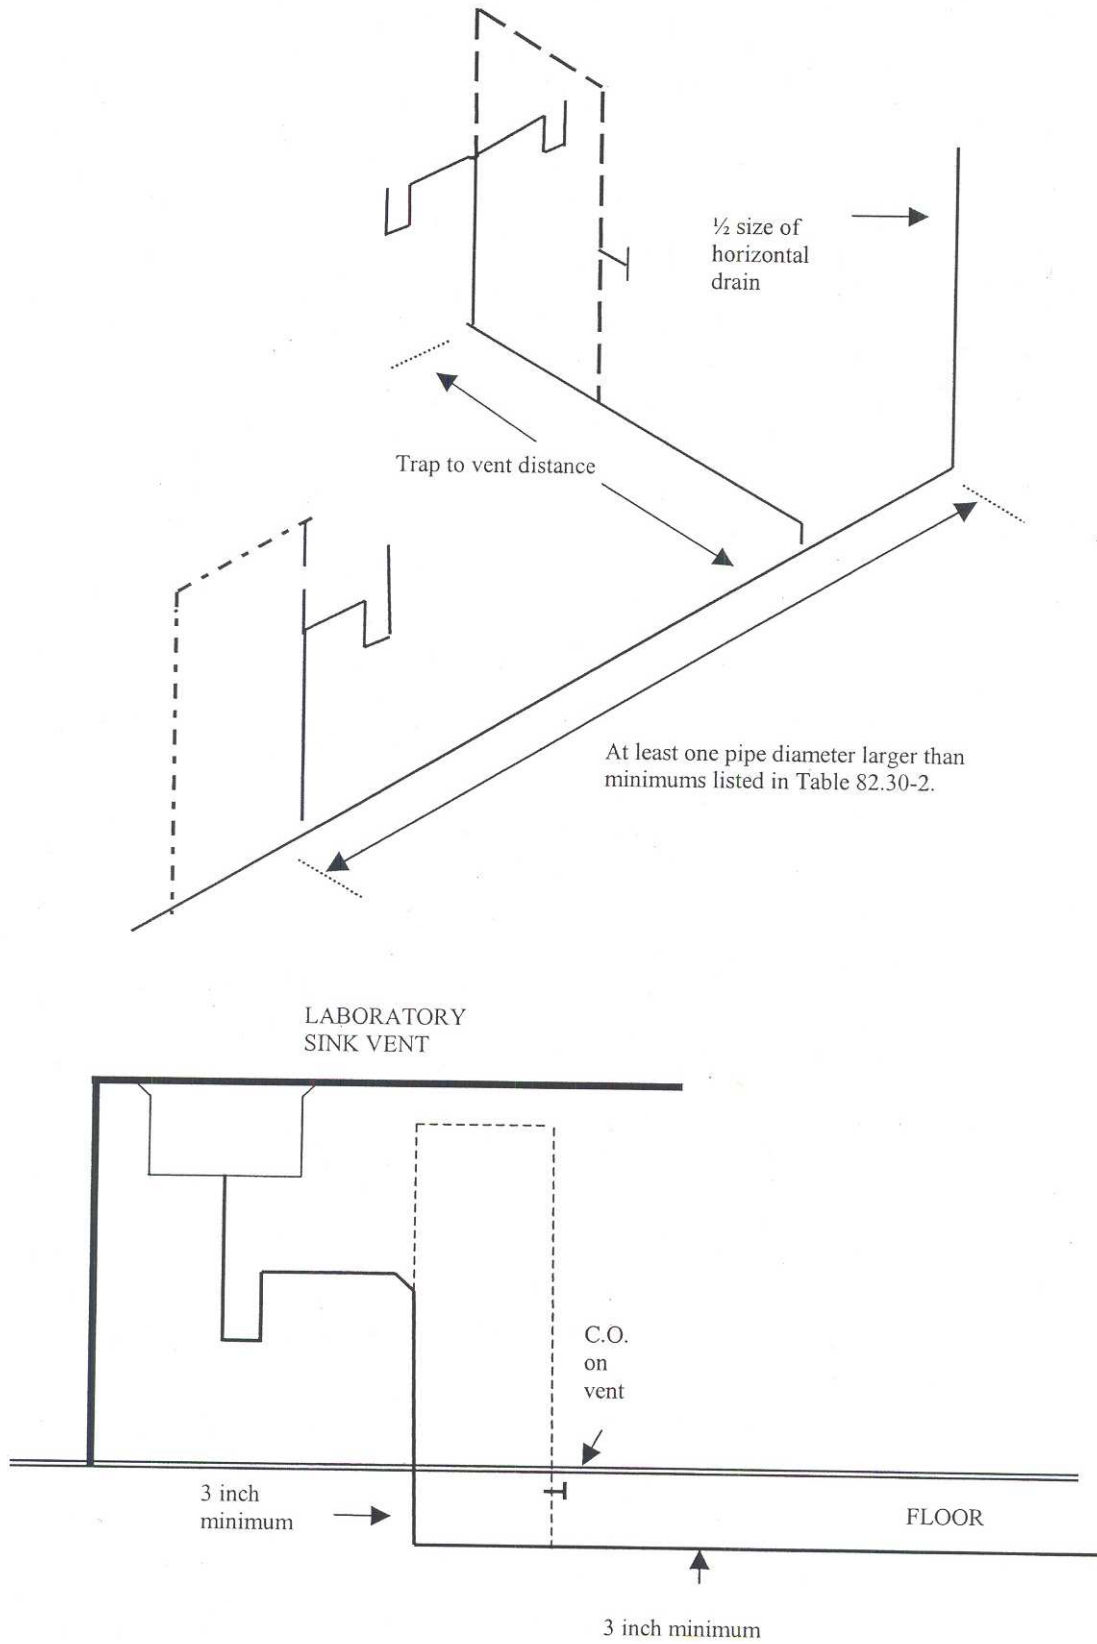 ½ size of
horizontal
drain
Trap to vent distance
At least one pipe diameter larger than
minimums listed in Table 82.30-2.
LABORATORY
SINK VENT
C.O.
on
vent
3 inch
minimum
FLOOR
3 inch minimum